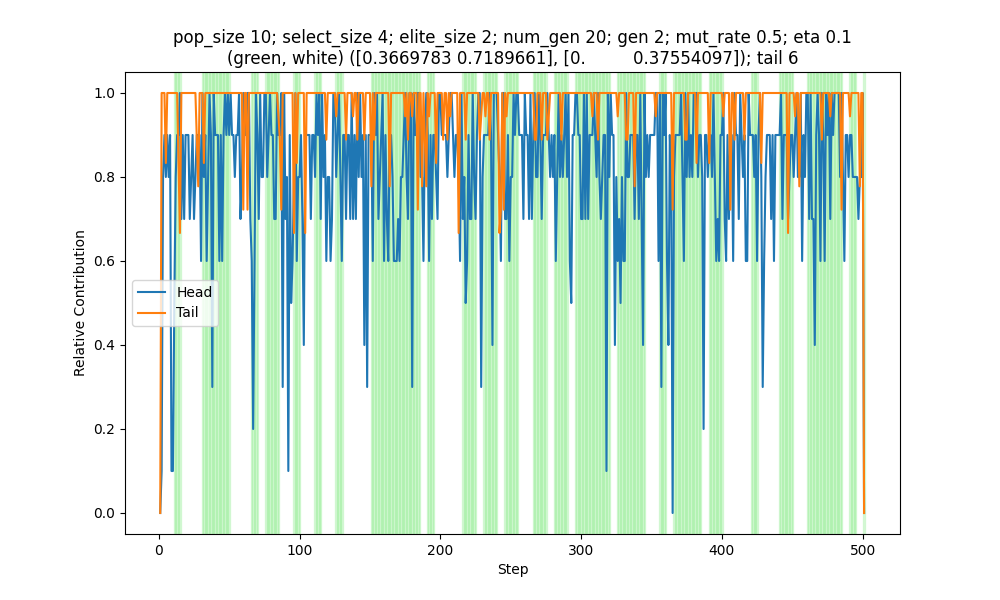 pop_size 10; select_size 4; elite_size 2; num_gen 20; gen 2; mut_rate 0.5; eta 0.1
(green, white) ([0.3669783 0.7189661], [0.         0.37554097]); tail 6
1.0
0.8
0.6
0.4
0.2
0.0
Relative Contribution
Head
Tail
0
100
200
300
400
500
Step